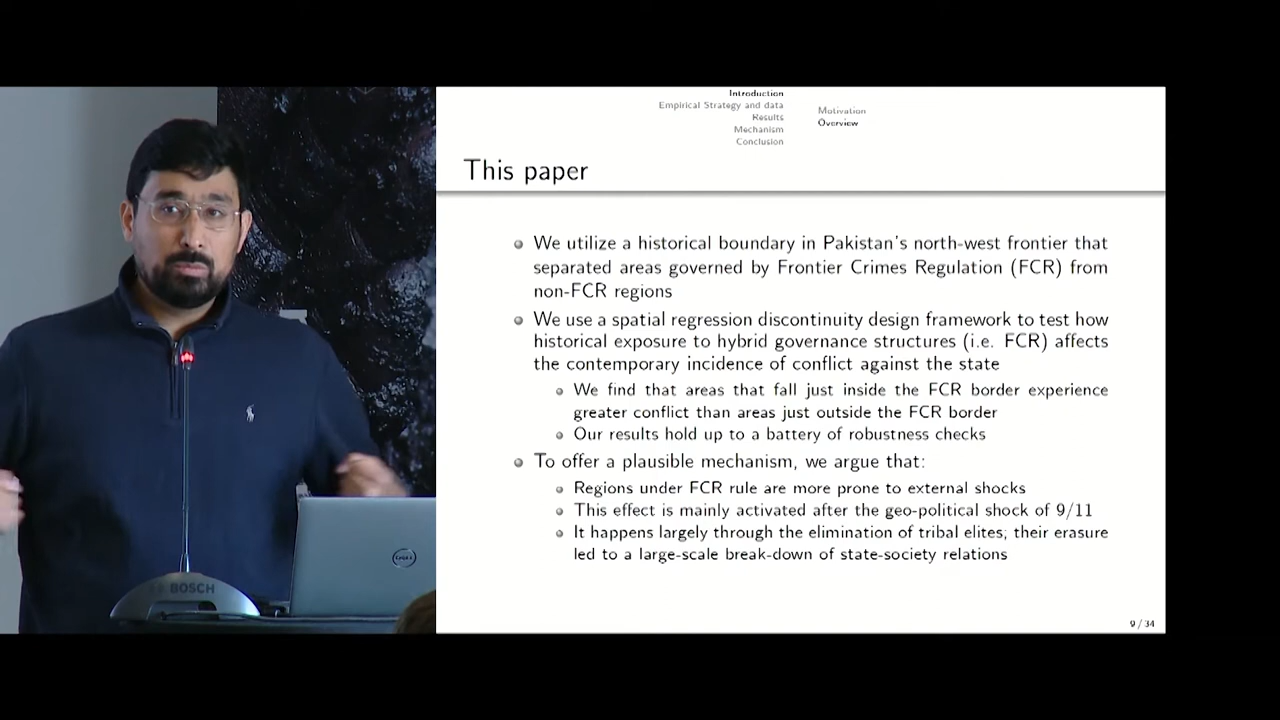 Introduction
Empirical Strategy and data
Results
Mechanism
Conclusion
Motivation
Overview
This paper
We utilize a historical boundary in Pakistan's north-west frontier that
separated areas governed by Frontier Crimes Regulation (FCR) from
non-FCR regions
We use a spatial regression discontinuity design framework to test how
historical exposure to hybrid governance structures (i.e. FCR) affects
the contemporary incidence of conflict against the state
We find that areas that fall just inside the FCR border experience
greater conflict than areas just outside the FCR border
Our results hold up to a battery of robustness checks
To offer a plausible mechanism, we argue that:
Regions under FCR rule are more prone to external shocks
This effect is mainly activated after the geo-political shock of 9/11
It happens largely through the elimination of tribal elites; their erasure
led to a large-scale break-down of state-society relations
9 / 34
DELL
BOSCH